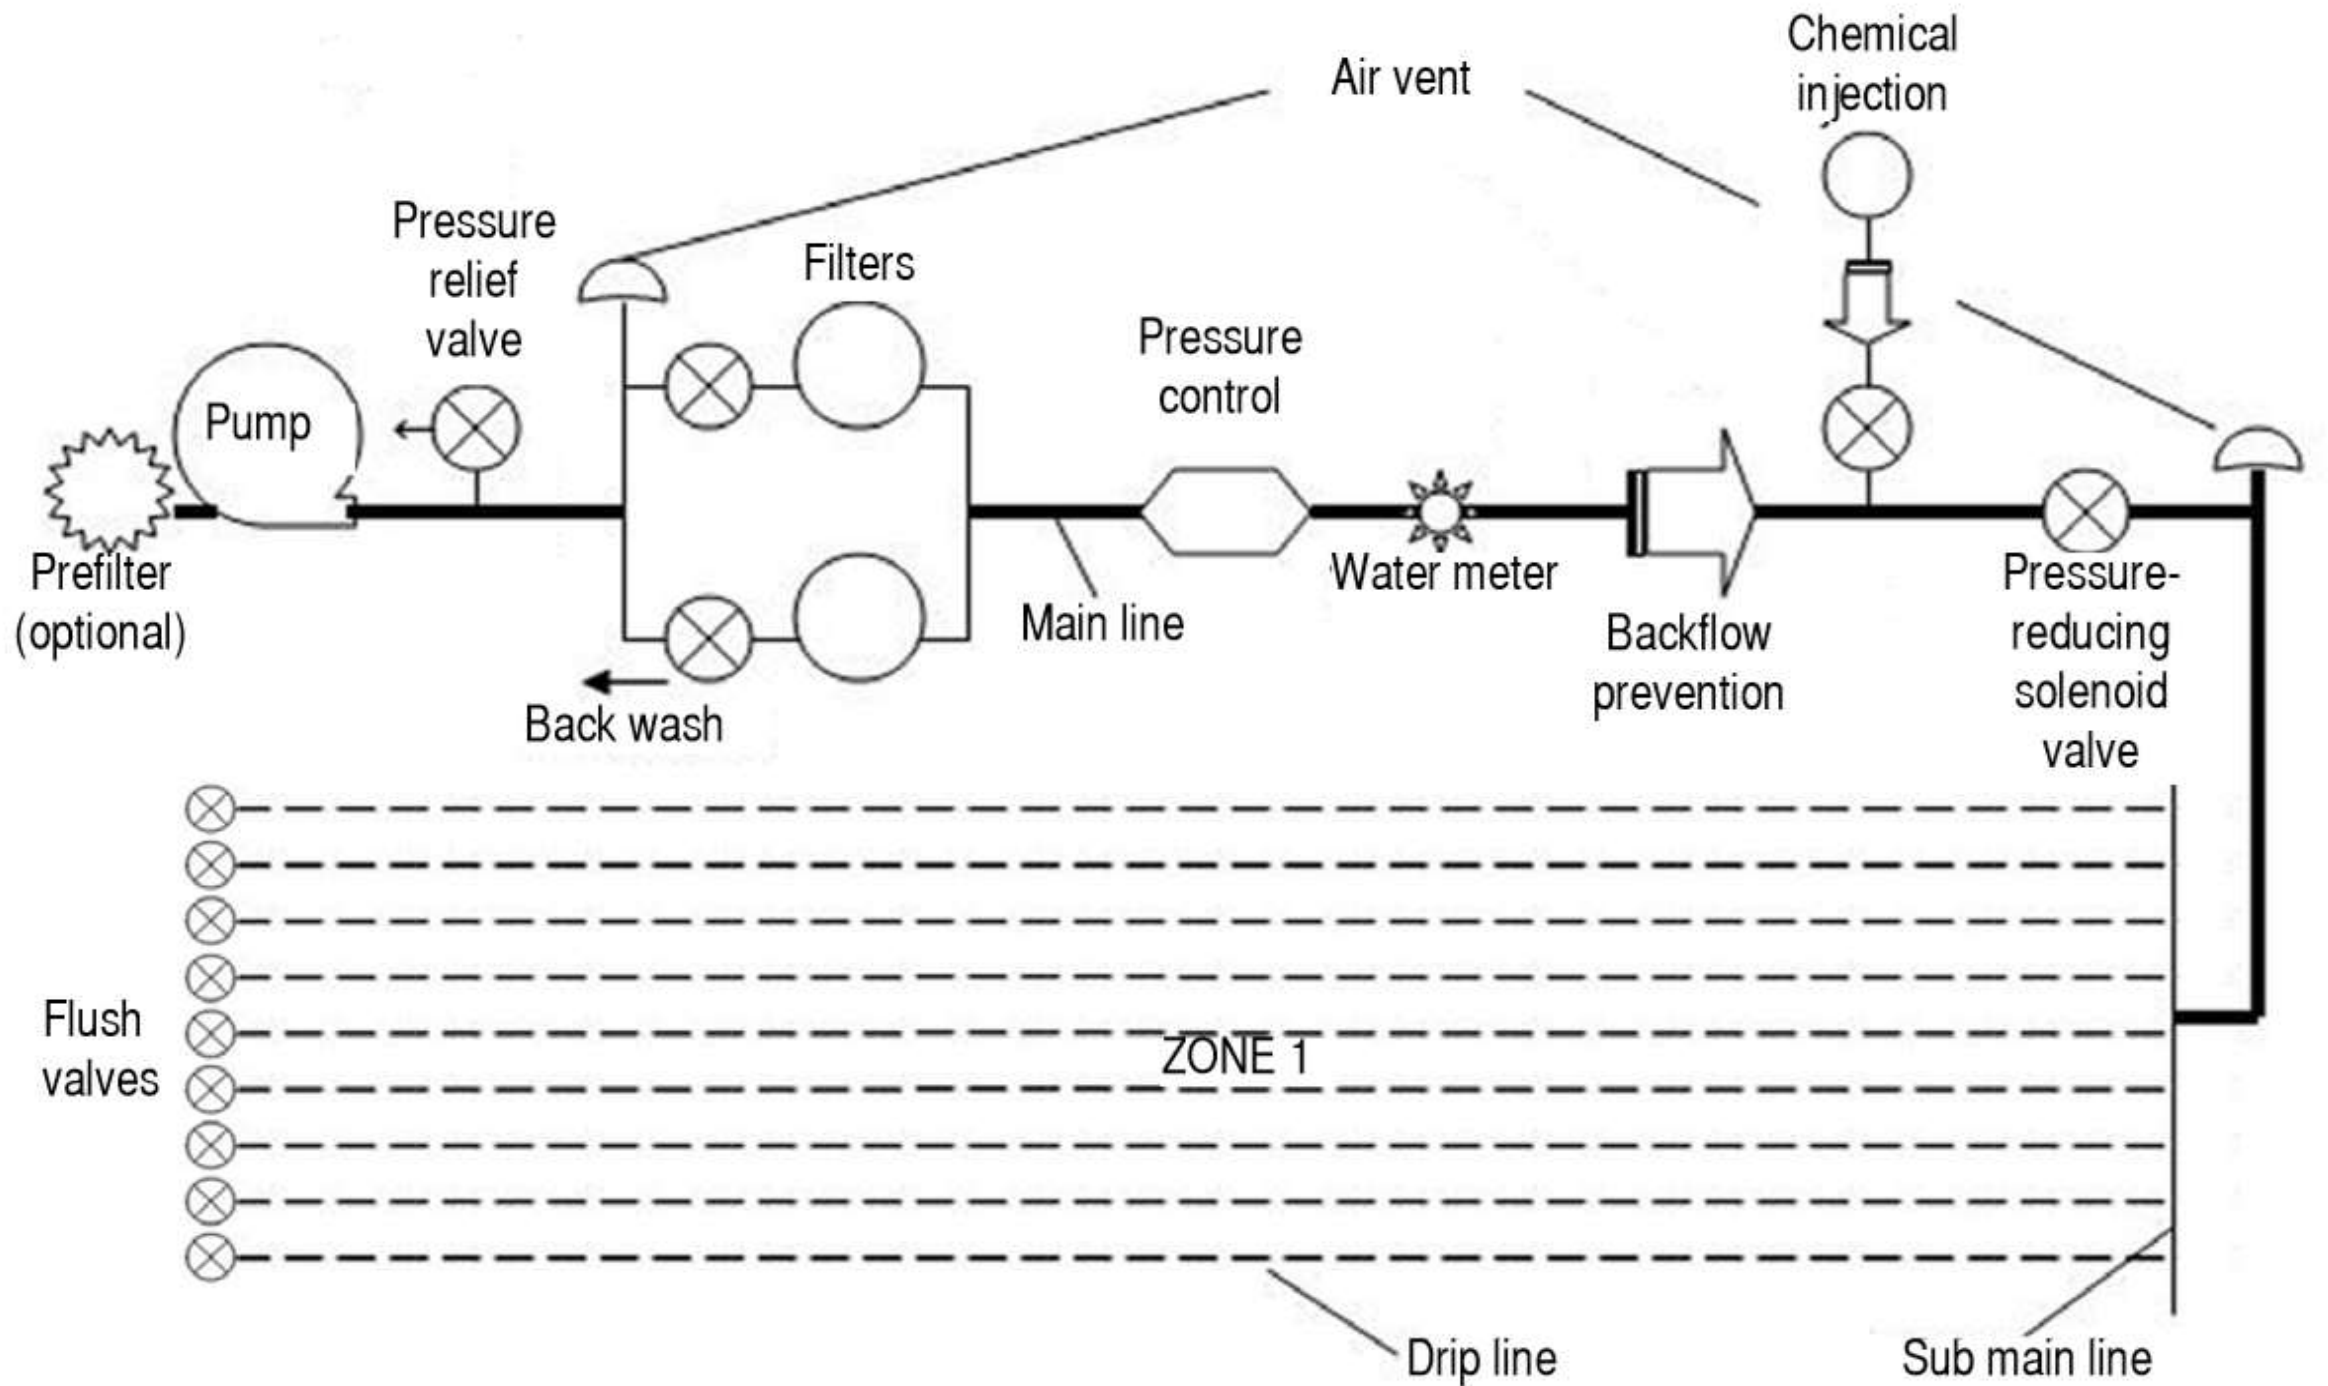 Chemical
injection
Air vent
Pressure
relief
valve
Filters
Pressure
control
Pump
Prefilter
(optional)
Main line
Water meter
Backflow
prevention
Pressure-
reducing
solenoid
valve
Back wash
Flush
valves
ZONE 1
Drip line
Sub main line